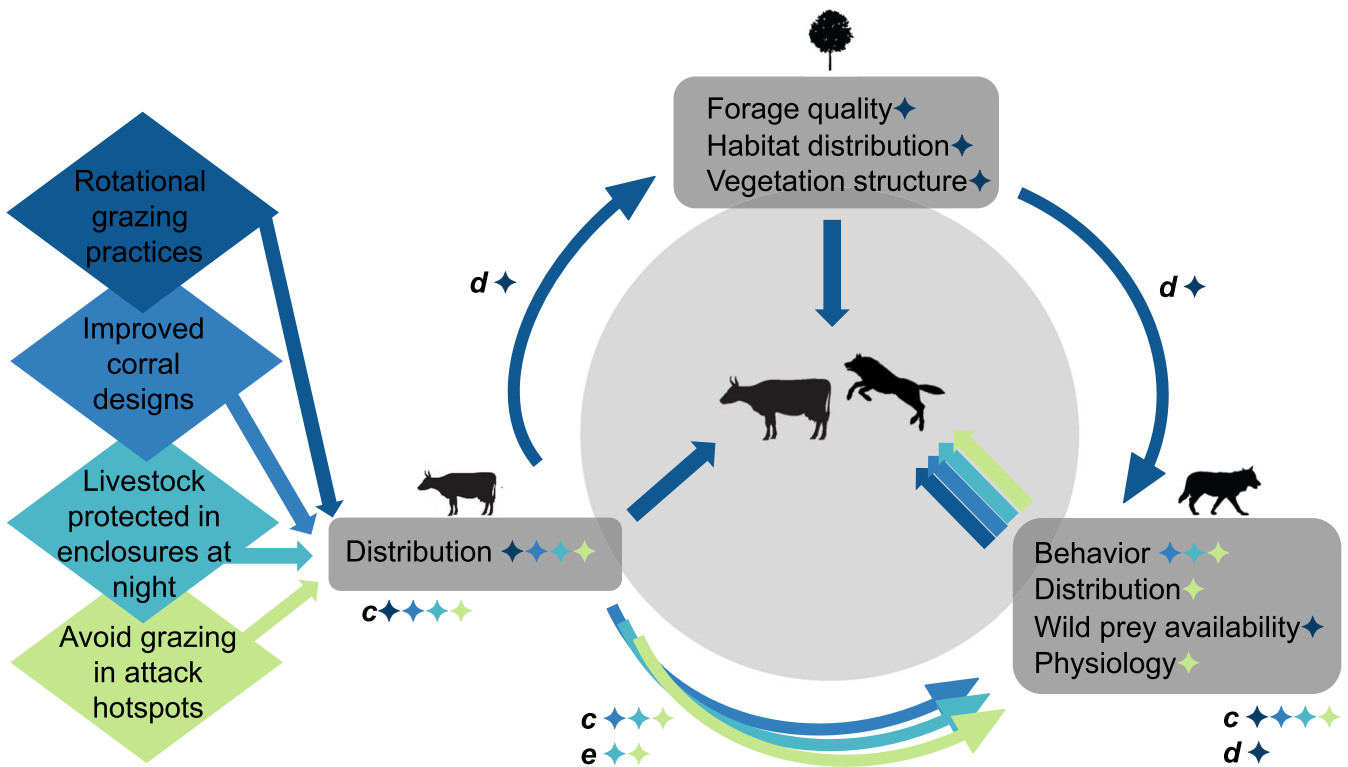 Forage quality
Habitat distribution
Vegetation structure
Rotational
grazing
practices
Improved
corral
designs
Livestock
protected in
enclosures at
night
Avoid grazing
in attack
hotspots
d
d
Distribution
c
Behavior
Distribution
Wild prey availability
Physiology
c
e
c
d